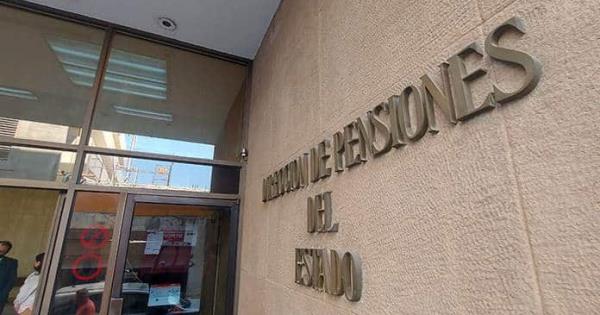 DIRECCION DE PENSIONES
DEL
ESTADO